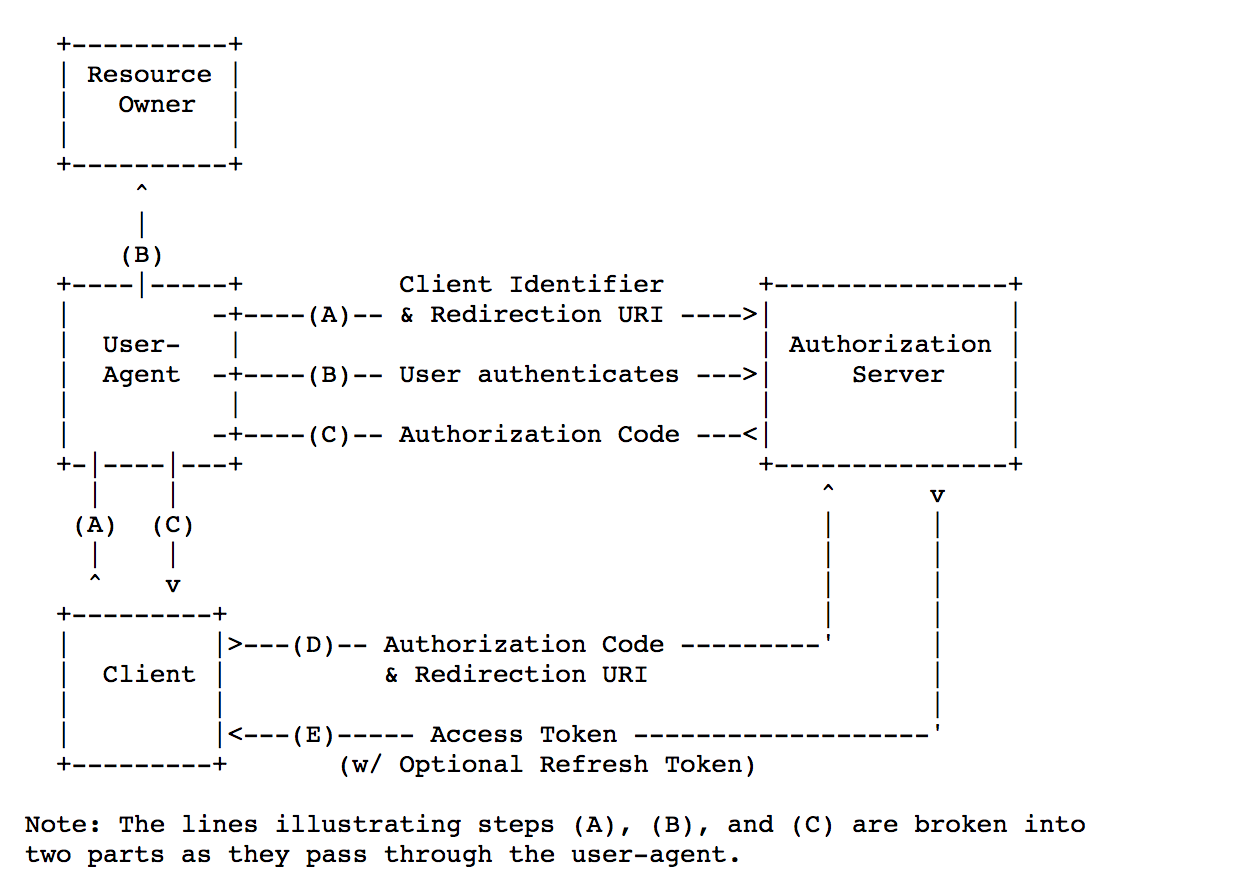 +----------+
| Resource |
|   Owner  |
|          |
+----------+
     ^
     |
    (B)
+----|-----+          Client Identifier      +---------------+
|         -+----(A)-- & Redirection URI ---->|               |
|  User-   |                                 | Authorization |
|  Agent  -+----(B)-- User authenticates --->|     Server    |
|          |                                 |               |
|         -+----(C)-- Authorization Code ---<|               |
+-|----|---+                                 +---------------+
  |    |                                         ^      v
 (A)  (C)                                        |      |
  |    |                                         |      |
  ^    v                                         |      |
+---------+                                      |      |
|         |>---(D)-- Authorization Code ---------'      |
|  Client |          & Redirection URI                  |
|         |                                             |
|         |<---(E)----- Access Token -------------------'
+---------+       (w/ Optional Refresh Token)
Note: The lines illustrating steps (A), (B), and (C) are broken into
two parts as they pass through the user-agent.